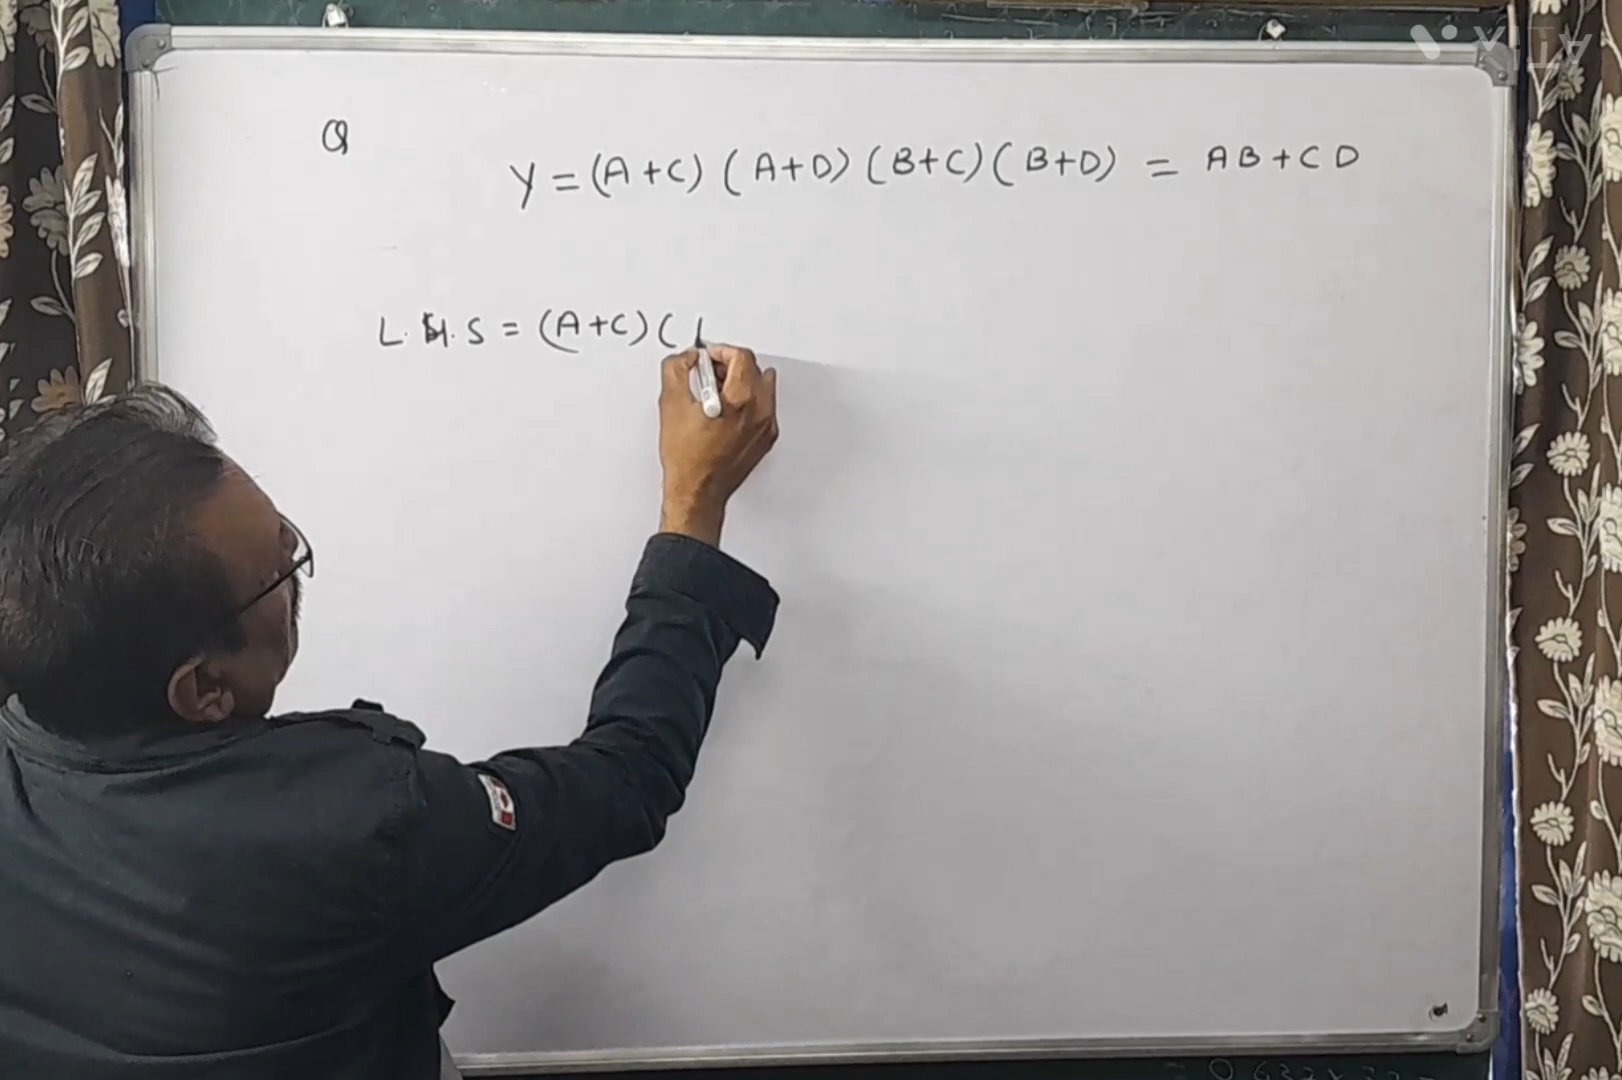 Q
Y = (A+C) (A+D) (B+C) (B+D) = AB+CD
L.H.S = (A+C) (